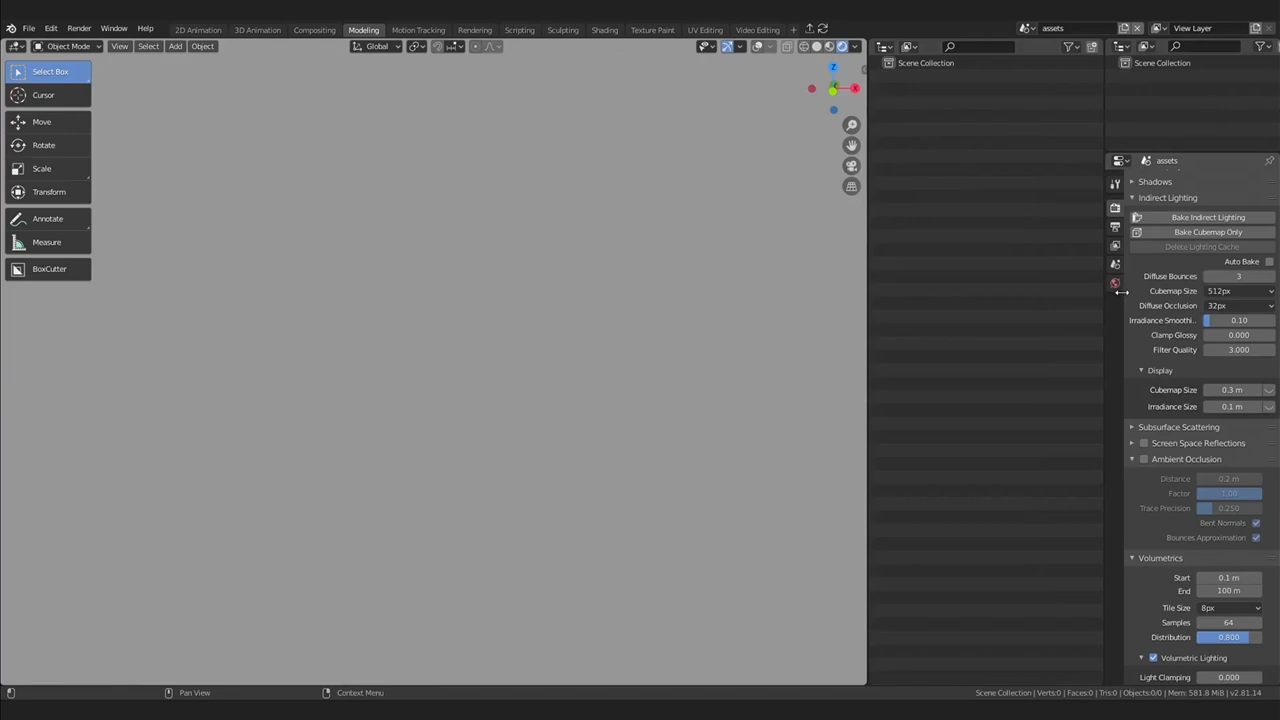 File Edit Render Window Help 2D Animation 3D Animation Compositing Modeling Motion Tracking Rendering Scripting Sculpting Shading Texture Paint UV Editing Video Editing + assets View Layer
Object Mode View Select Add Object Global
Select Box
Cursor
Move
Rotate
Scale
Transform
Annotate
Measure
BoxCutter
Z
X
Scene Collection
Scene Collection
assets
Shadows
Indirect Lighting
Bake Indirect Lighting
Bake Cubemap Only
Delete Lighting Cache
Auto Bake
Diffuse Bounces 3
Cubemap Size 512px
Diffuse Occlusion 32px
Irradiance Smoothi.. 0.10
Clamp Glossy 0.000
Filter Quality 3.000
Display
Cubemap Size 0.3 m
Irradiance Size 0.1 m
Subsurface Scattering
Screen Space Reflections
Ambient Occlusion
Distance 0.2 m
Factor 1.00
Trace Precision 0.250
Bent Normals
Bounces Approximation
Volumetrics
Start 0.1 m
End 100 m
Tile Size 8px
Samples 64
Distribution 0.800
Volumetric Lighting
Light Clamping 0.000
Pan View Context Menu Scene Collection | Verts:0 | Faces:0 | Tris:0 | Objects:0/0 | Mem: 581.8 MiB | v2.81.14